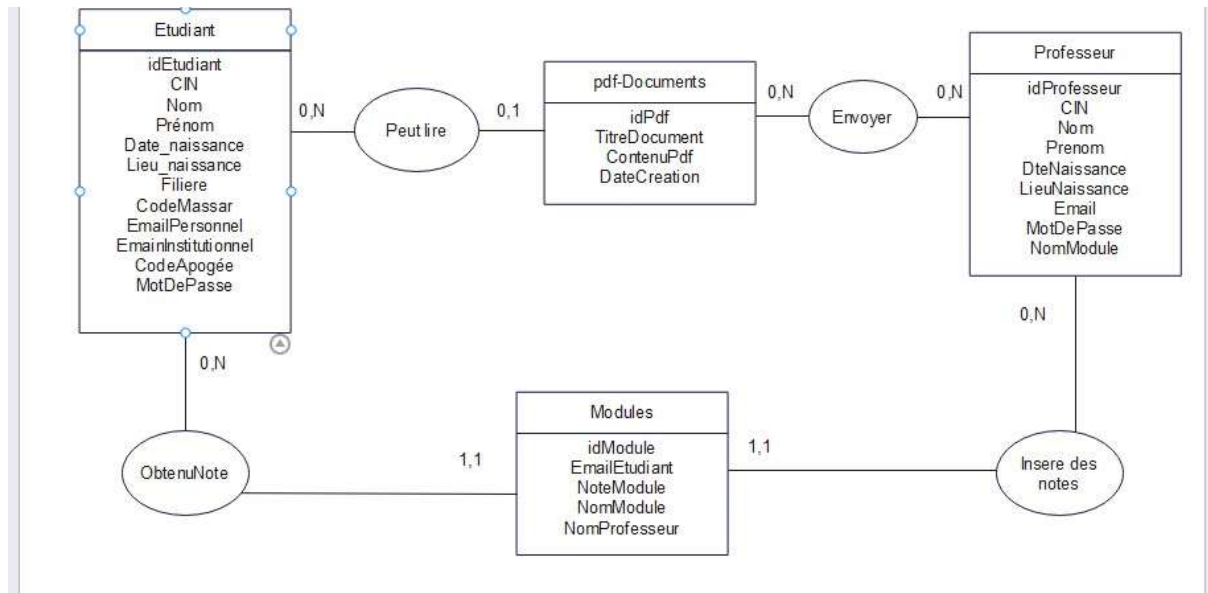 Etudiant
idEtudiant
CIN
Nom
Prénom
Date_naissance
Lieu_naissance
Filiere
CodeMassar
EmailPersonnel
EmainInstitutionnel
CodeApogée
MotDePasse
0,N
Peut lire
0,1
pdf-Documents
idPdf
TitreDocument
ContenuPdf
DateCreation
0,N
Envoyer
0,N
Professeur
idProfesseur
CIN
Nom
Prenom
DteNaissance
LieuNaissance
Email
MotDePasse
NomModule
0,N
0,N
ObtenuNote
1,1
Modules
idModule
EmailEtudiant
NoteModule
NomModule
NomProfesseur
1,1
Insere des
notes